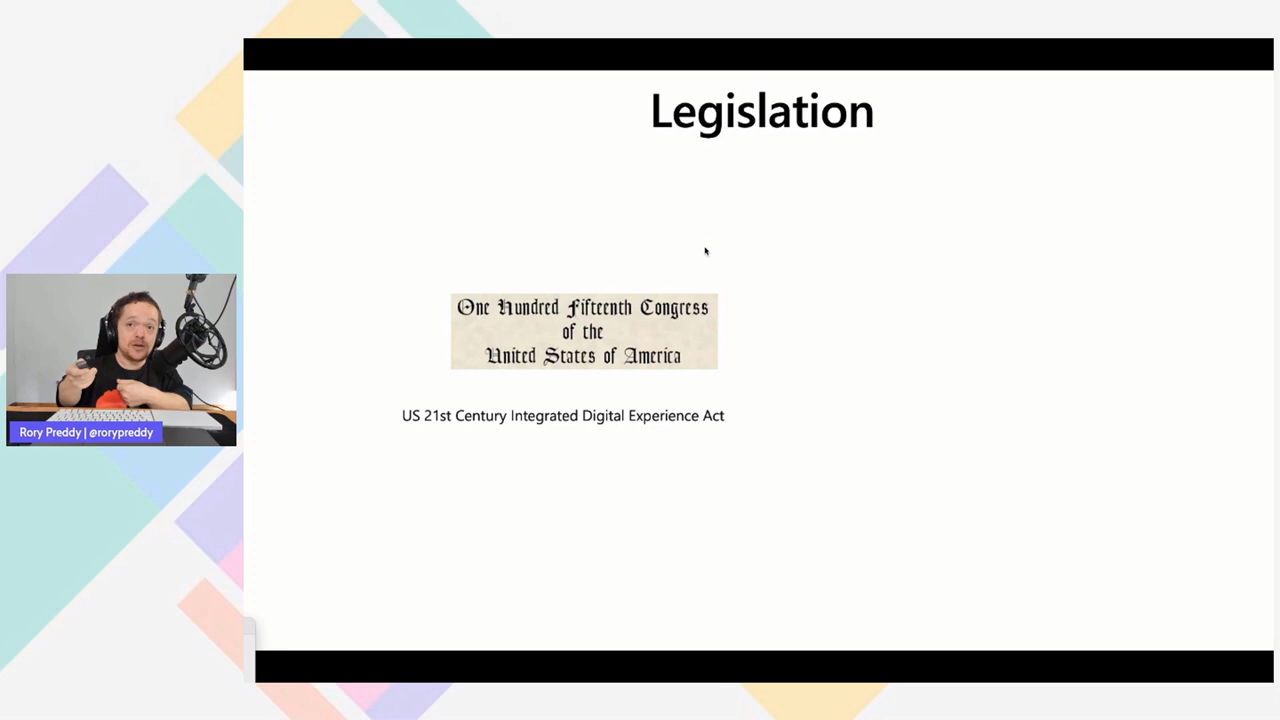 Legislation
One Hundred Fifteenth Congress
of the
United States of America
US 21st Century Integrated Digital Experience Act
Rory Preddy | @rorypreddy